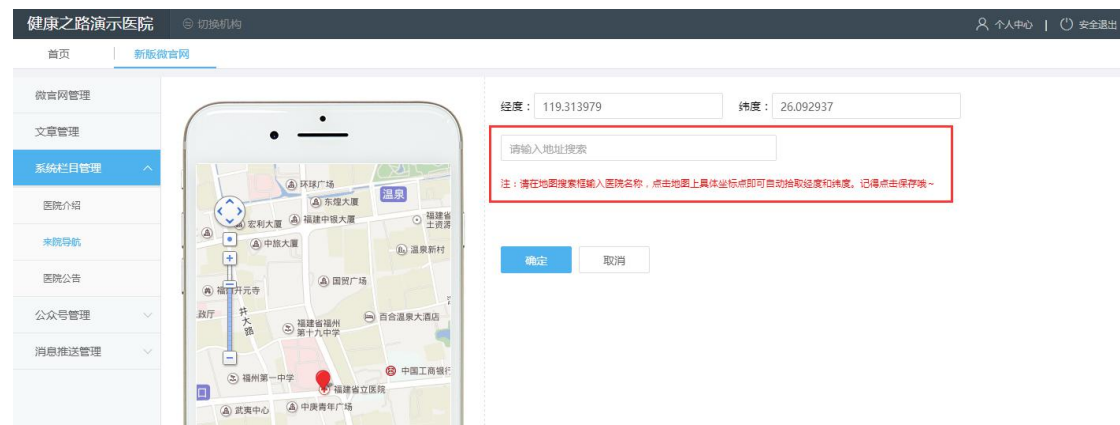 健康之路演示医院
切换机构
个人中心 | 安全退出
首页
新版微官网
微官网管理
文章管理
系统栏目管理
医院介绍
来院导航
医院公告
公众号管理
消息推送管理
环球广场
温泉
东煌大厦
宏利大厦
福建中银大厦
福建省
土资源
中旅大厦
温泉新村
国贸广场
开元寺
政厅
井大路
百合温泉大酒店
福建省福州
第十九中学
福州第一中学
中国工商银行
福建省立医院
武夷中心
中庚青年广场
经度：
119.313979
纬度：
26.092937
请输入地址搜索
注：请在地图搜索框输入医院名称，点击地图上具体坐标点即可自动拾取经度和纬度。记得点击保存哦~
确定
取消